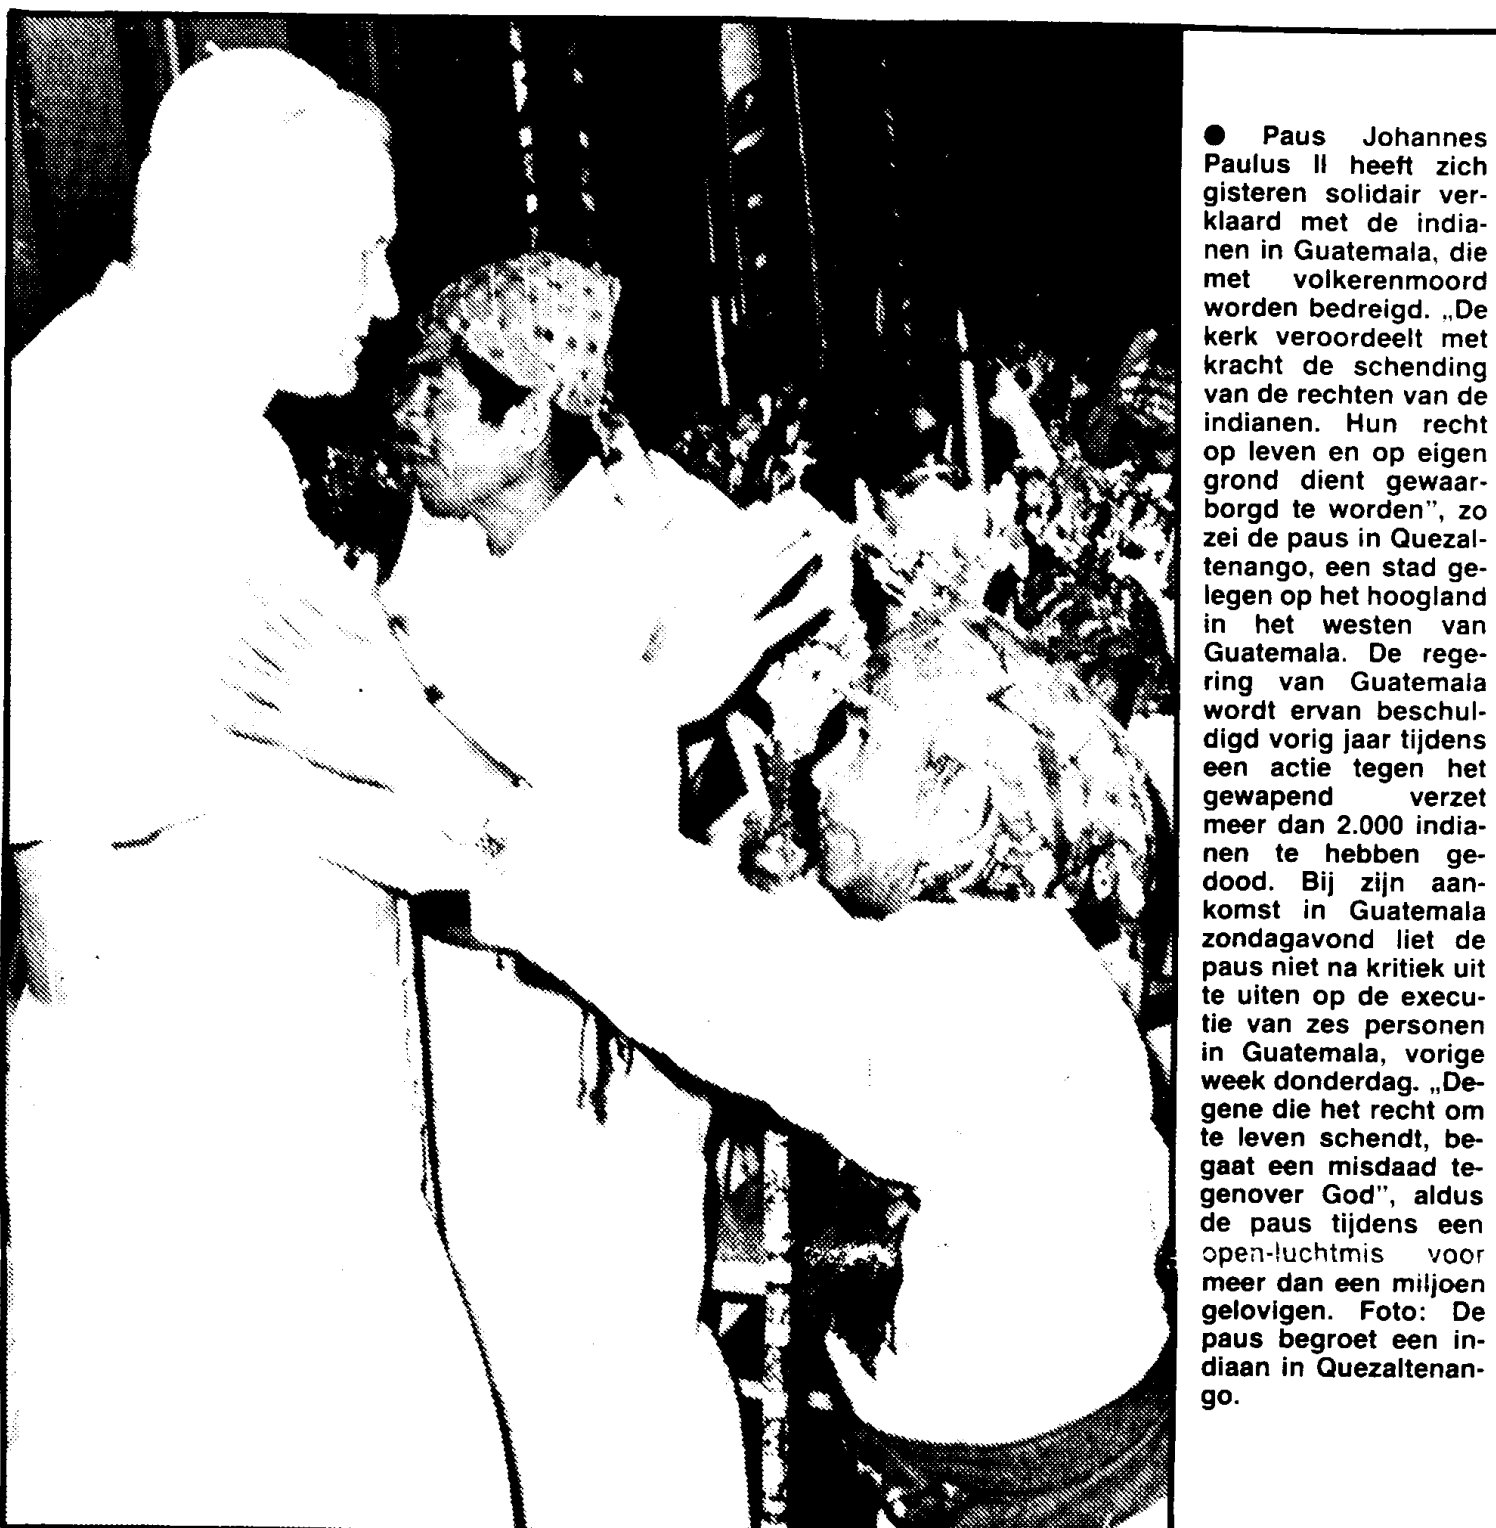 ● Paus Johannes
Paulus II heeft zich
gisteren solidair ver-
klaard met de india-
nen in Guatemala, die
met volkerenmoord
worden bedreigd. „De
kerk veroordeelt met
kracht de schending
van de rechten van de
indianen. Hun recht
op leven en op eigen
grond dient gewaar-
borgd te worden”, zo
zei de paus in Quezal-
tenango, een stad ge-
legen op het hoogland
in het westen van
Guatemala. De rege-
ring van Guatemala
wordt ervan beschul-
digd vorig jaar tijdens
een actie tegen het
gewapend verzet
meer dan 2.000 india-
nen te hebben ge-
dood. Bij zijn aan-
komst in Guatemala
zondagavond liet de
paus niet na kritiek uit
te uiten op de execu-
tie van zes personen
in Guatemala, vorige
week donderdag. „De-
gene die het recht om
te leven schendt, be-
gaat een misdaad te-
genover God”, aldus
de paus tijdens een
open-luchtmis voor
meer dan een miljoen
gelovigen. Foto: De
paus begroet een in-
diaan in Quezaltenan-
go.